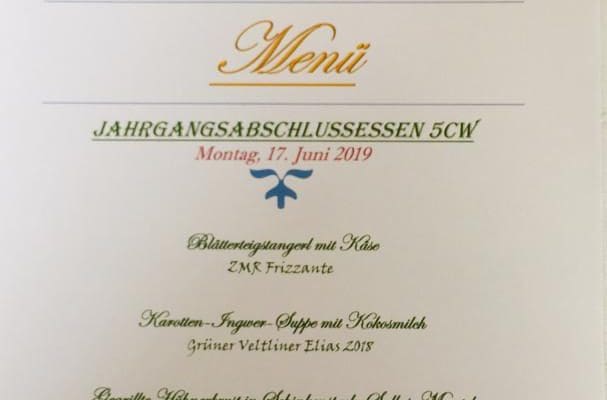 Menü
JAHRGANGSABSCHLUSSESSEN 5CW
Montag, 17. Juni 2019
Blätterteigstangerl mit Käse
ZMR Frizzante
Karotten-Ingwer-Suppe mit Kokosmilch
Grüner Veltliner Elias 2018